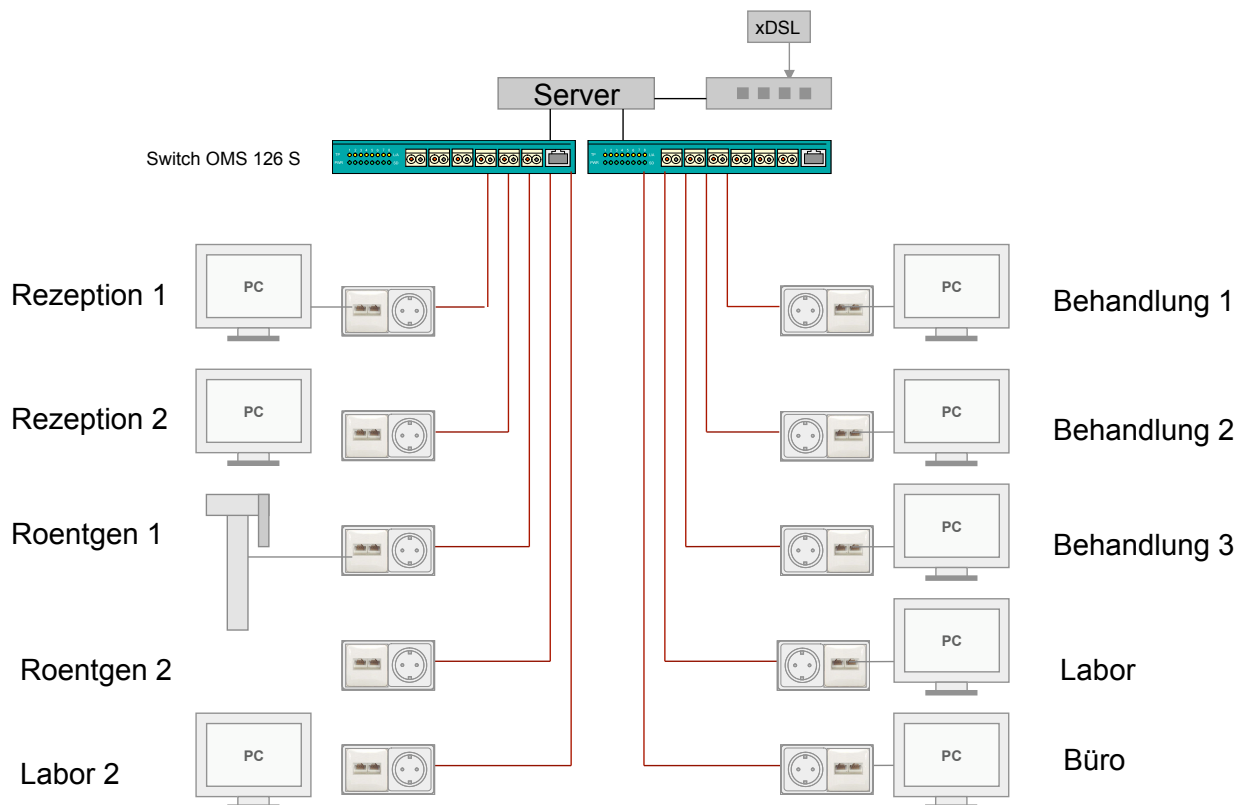 xDSL
Server
Switch OMS 126 S
Rezeption 1
PC
PC
Behandlung 1
Rezeption 2
PC
PC
Behandlung 2
Roentgen 1
PC
Behandlung 3
Roentgen 2
PC
Labor
Labor 2
PC
PC
Büro